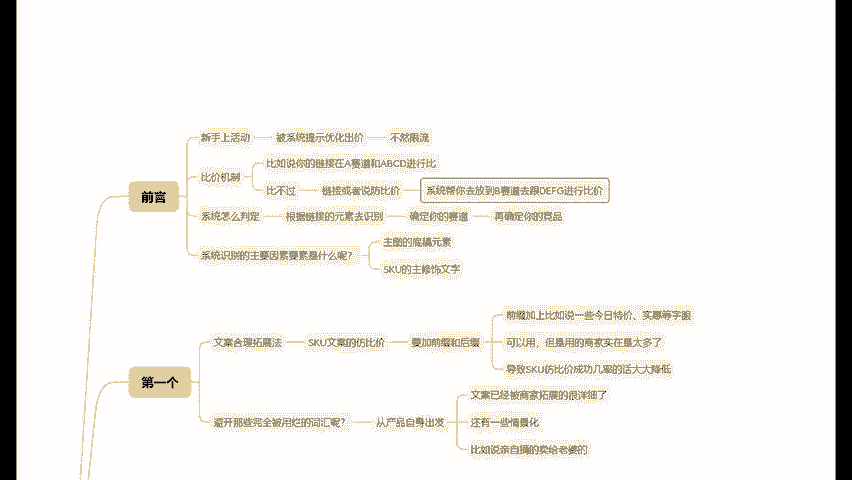 前言
新手上活动
被系统提示优化出价
不然限流
比价机制
比如说你的链接在A赛道和ABCD进行比
比不过
链接或者说防比价
系统帮你去放到B赛道去跟DEFG进行比价
系统怎么判定
根据链接的元素去识别
确定你的赛道
再确定你的竞品
系统识别的主要因素要素是什么呢?
主图的底稿元素
SKU的主修饰文字
第一个
文案合理拓展法
SKU文案的仿比价
要加前缀和后缀
前缀加上比如说一些今日特价、实惠等字眼
可以用，但是用的商家实在是太多了
导致SKU仿比价成功几率的话大大降低
避开那些完全被用烂的词汇呢?
从产品自身出发
文案已经被商家拓展的很详细了
还有一些情景化
比如说亲自摘的卖给老婆的